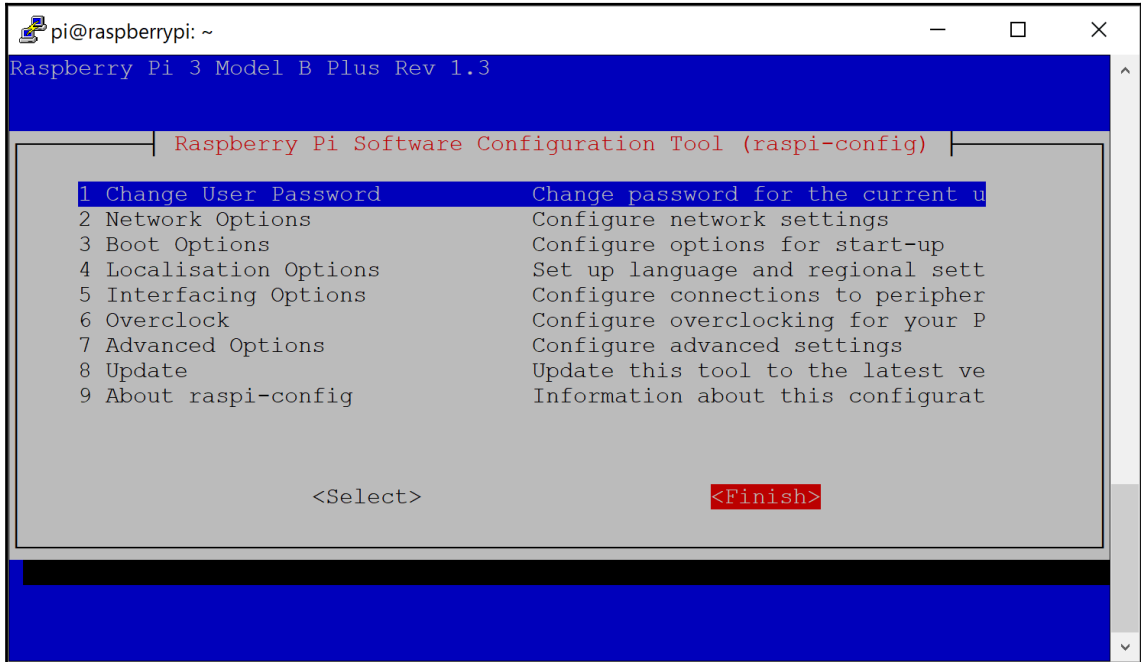 pi@raspberrypi: ~
Raspberry Pi 3 Model B Plus Rev 1.3
Raspberry Pi Software Configuration Tool (raspi-config)
1 Change User Password Change password for the current u
2 Network Options Configure network settings
3 Boot Options Configure options for start-up
4 Localisation Options Set up language and regional sett
5 Interfacing Options Configure connections to peripher
6 Overclock Configure overclocking for your P
7 Advanced Options Configure advanced settings
8 Update Update this tool to the latest ve
9 About raspi-config Information about this configurat
<Select> <Finish>